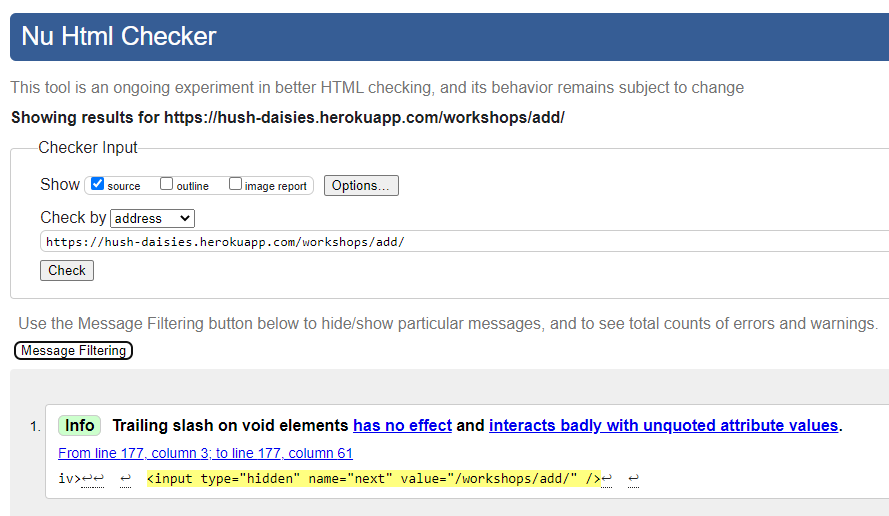 Nu Html Checker
This tool is an ongoing experiment in better HTML checking, and its behavior remains subject to change
Showing results for https://hush-daisies.herokuapp.com/workshops/add/
Checker Input
Show source outline image report Options...
Check by address
https://hush-daisies.herokuapp.com/workshops/add/
Check
Use the Message Filtering button below to hide/show particular messages, and to see total counts of errors and warnings.
Message Filtering
1. Info Trailing slash on void elements has no effect and interacts badly with unquoted attribute values.
From line 177, column 3; to line 177, column 61
iv>↩↩ ↩ <input type="hidden" name="next" value="/workshops/add/" />↩ ↩